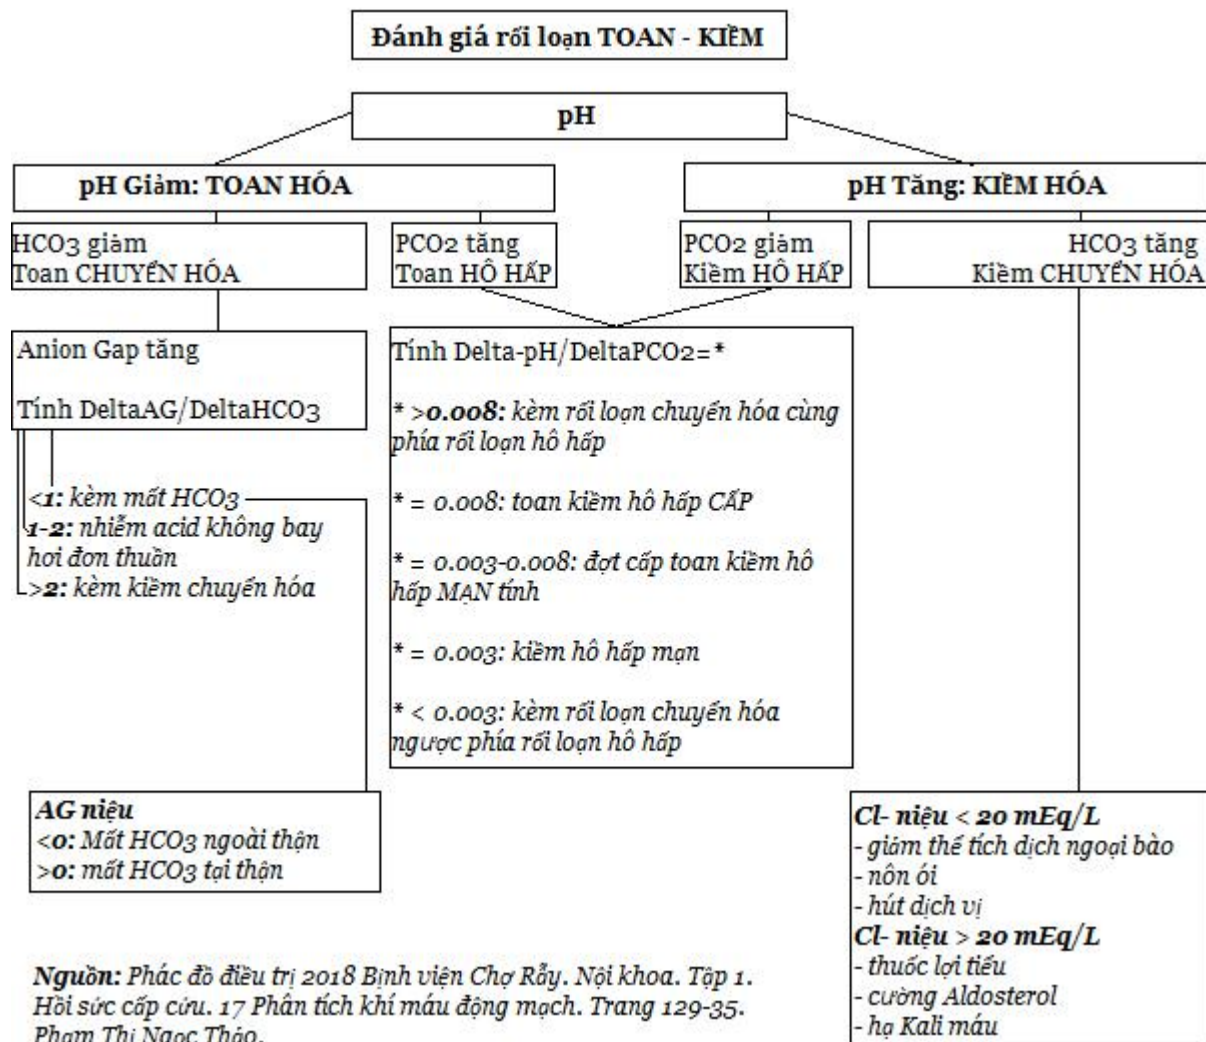 Đánh giá rối loạn TOAN - KIỀM
pH
pH Giảm: TOAN HÓA
pH Tăng: KIỀM HÓA
HCO3 giảm
Toan CHUYỂN HÓA
PCO2 tăng
Toan HÔ HẤP
PCO2 giảm
Kiềm HÔ HẤP
HCO3 tăng
Kiềm CHUYỂN HÓA
Anion Gap tăng
Tính DeltaAG/DeltaHCO3
<1: kèm mất HCO3
1-2: nhiễm acid không bay
hơi đơn thuần
>2: kèm kiềm chuyển hóa
Tính Delta-pH/DeltaPCO2=*
* >0.008: kèm rối loạn chuyển hóa cùng
phía rối loạn hô hấp
* = 0.008: toan kiềm hô hấp CẤP
* = 0.003-0.008: đợt cấp toan kiềm hô
hấp MẠN tính
* = 0.003: kiềm hô hấp mạn
* < 0.003: kèm rối loạn chuyển hóa
ngược phía rối loạn hô hấp
AG niệu
<0: Mất HCO3 ngoài thận
>0: mất HCO3 tại thận
Cl- niệu < 20 mEq/L
- giảm thể tích dịch ngoại bào
- nôn ói
- hút dịch vị
Cl- niệu > 20 mEq/L
- thuốc lợi tiểu
- cường Aldosterol
- hạ Kali máu
Nguồn: Phác đồ điều trị 2018 Bịnh viện Chợ Rẫy. Nội khoa. Tập 1.
Hồi sức cấp cứu. 17 Phân tích khí máu động mạch. Trang 129-35.
Phạm Thị Ngọc Thảo.